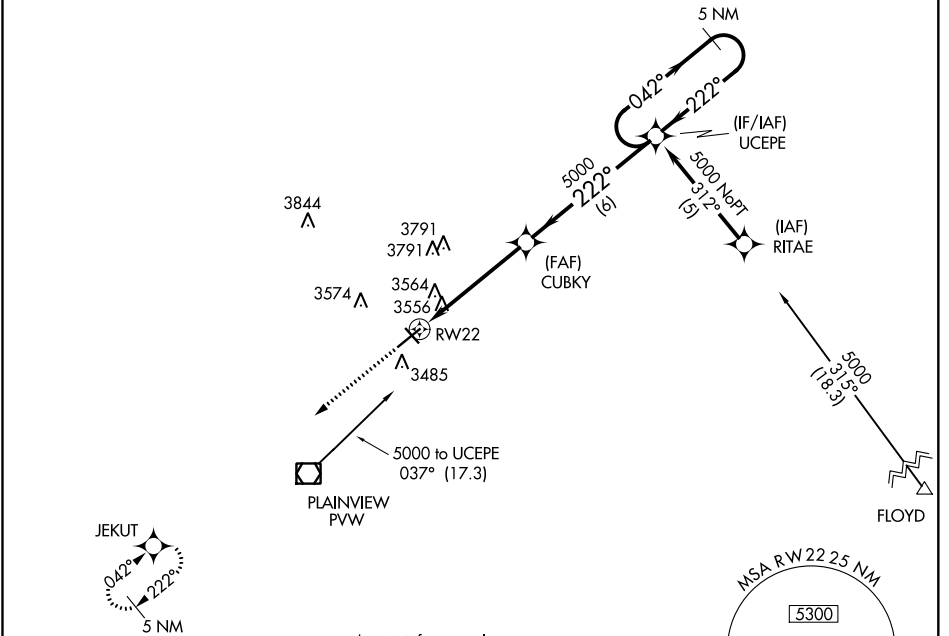 5 NM
042°
222°
(IF/IAF)
UCEPE
5000
222°
(6)
5000 NoPT
312°
(5)
(IAF)
RITAE
3844
3791
3791
(FAF)
CUBKY
3574
3564
3556
RW22
3485
5000
315°
(18.3)
5000 to UCEPE
037° (17.3)
PLAINVIEW
PVW
FLOYD
JEKUT
042°
222°
5 NM
MSA RW22 25 NM
5300